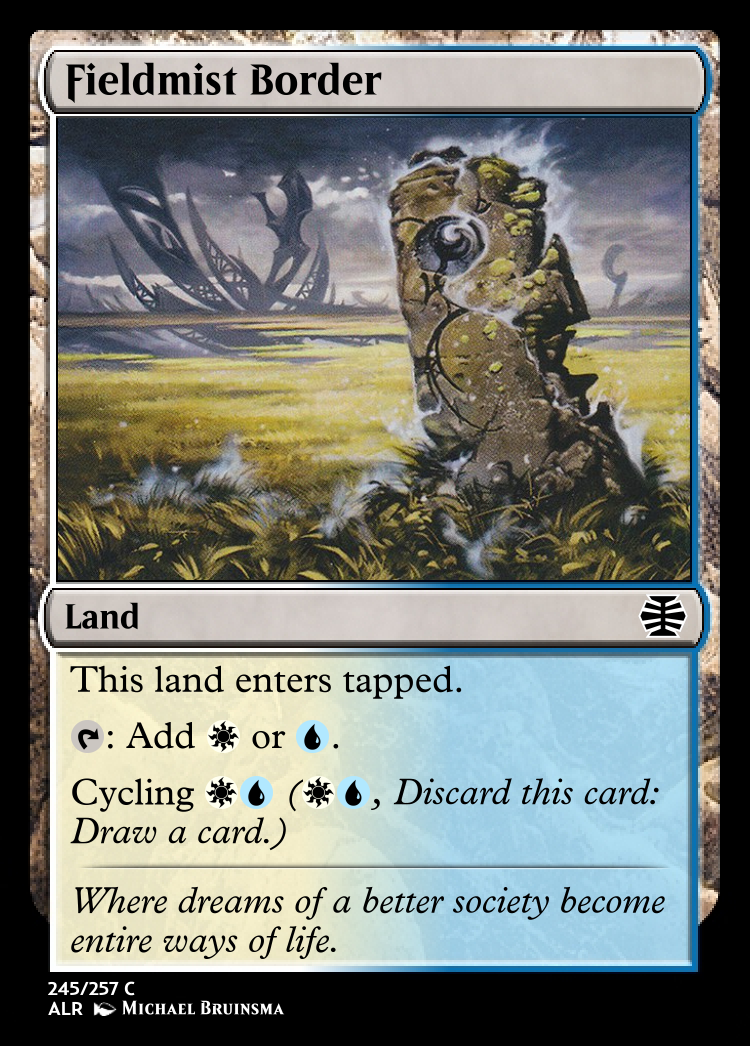 Fieldmist Border
Land
This land enters tapped.
: Add or .
Cycling ( , Discard this card:
Draw a card.)
Where dreams of a better society become
entire ways of life.
245/257 C
ALR Michael Bruinsma